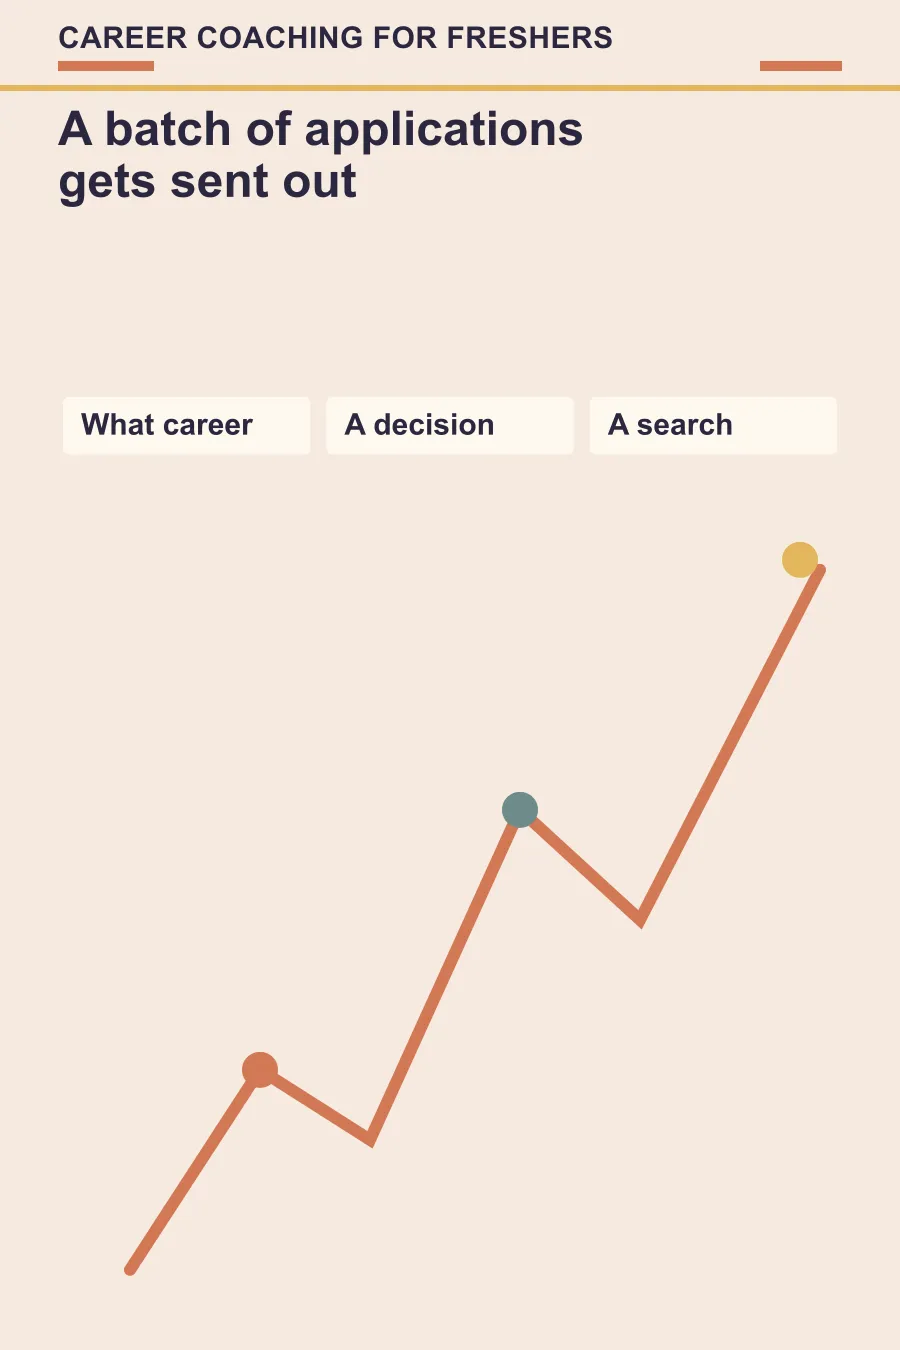 CAREER COACHING FOR FRESHERS
A batch of applications
gets sent out
What career
A decision
A search